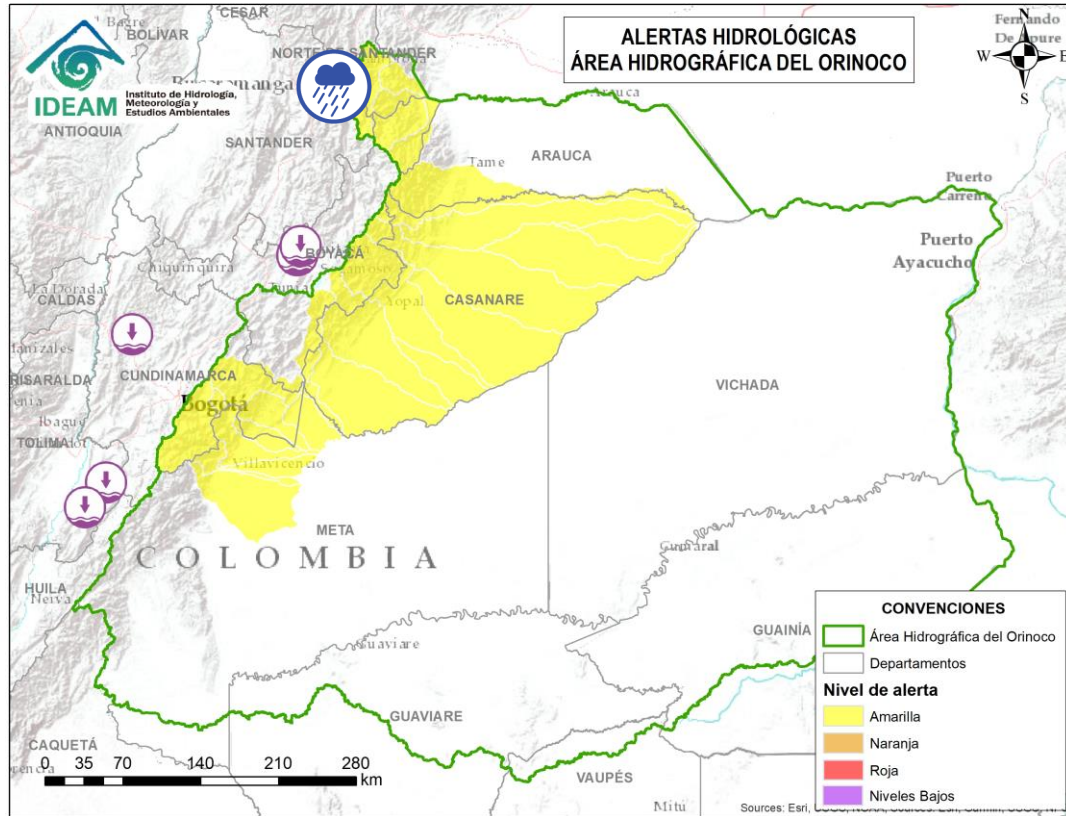 ALERTAS HIDROLÓGICAS
ÁREA HIDROGRÁFICA DEL ORINOCO
N
W
E
S
IDEAM
Instituto de Hidrología,
Meteorología y
Estudios Ambientales
CESAR
BOLÍVAR
NORTE DE SANTANDER
ANTIOQUIA
SANTANDER
Arauca
ARAUCA
Tame
Puerto
Carreño
Puerto
Ayacucho
BOYACÁ
Chiquinquirá
Tunja
La Dorada
CALDAS
Yopal
CASANARE
VICHADA
CUNDINAMARCA
RISARALDA
Bogotá
Ibagué
TOLIMA
Villavicencio
META
COLOMBIA
Cumaral
HUILA
Neiva
Guaviare
GUAINÍA
GUAVIARE
CAQUETÁ
VAUPÉS
Mitú
0 35 70 140 210 280
km
CONVENCIONES
Área Hidrográfica del Orinoco
Departamentos
Nivel de alerta
Amarilla
Naranja
Roja
Niveles Bajos
Sources: Esri,